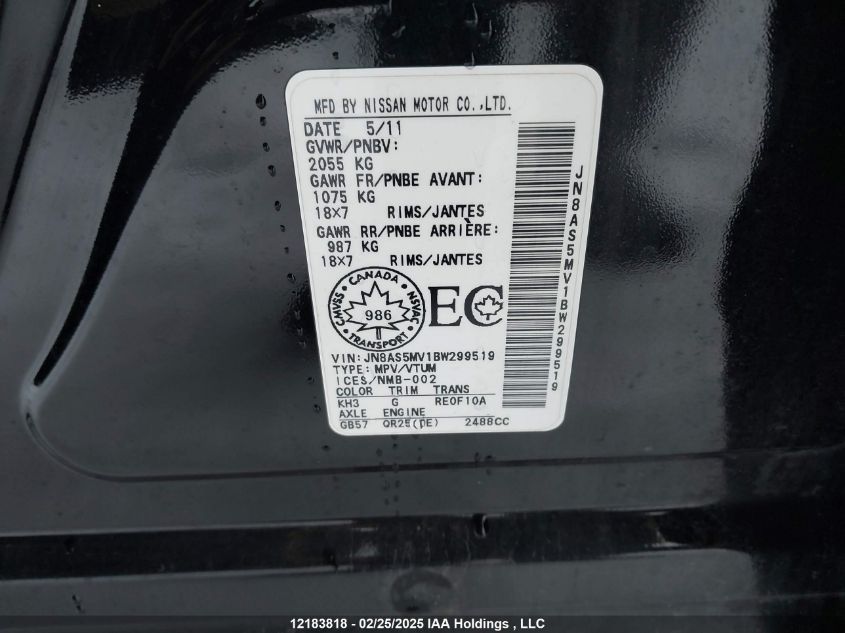 MFD BY NISSAN MOTOR CO.,LTD.
DATE 5/11
GVWR/PNBV:
2055 KG
GAWR FR/PNBE AVANT:
1075 KG
18×7 RIMS/JANTES
GAWR RR/PNBE ARRIÈRE:
987 KG
18×7 RIMS/JANTES
CANADA
CMVSS 986 NSVAC
TRANSPORT
EC
VIN:JN8AS5MV1BW299519
TYPE:MPV/VTUM
ICES/NMB-002
COLOR TRIM TRANS
KH3 G RE0F10A
AXLE ENGINE
GB57 QR25(DE) 2488CC
JN8AS5MV1BW299519
12183818 - 02/25/2025 IAA Holdings , LLC